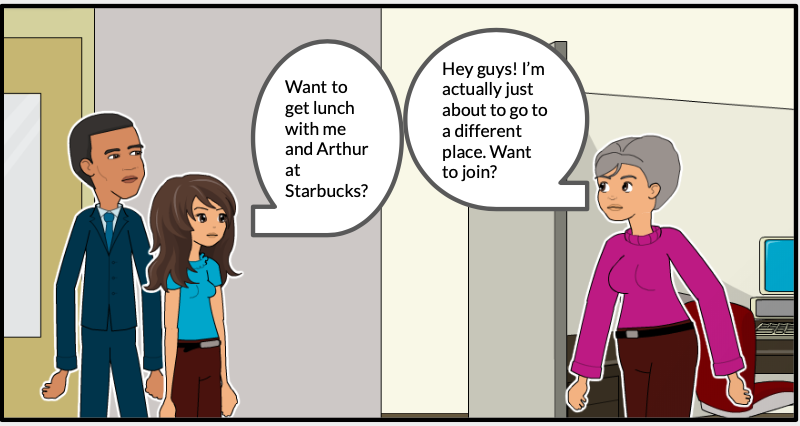 Want to
get lunch
with me
and Arthur
at
Starbucks?
Hey guys! I’m
actually just
about to go to
a different
place. Want
to join?